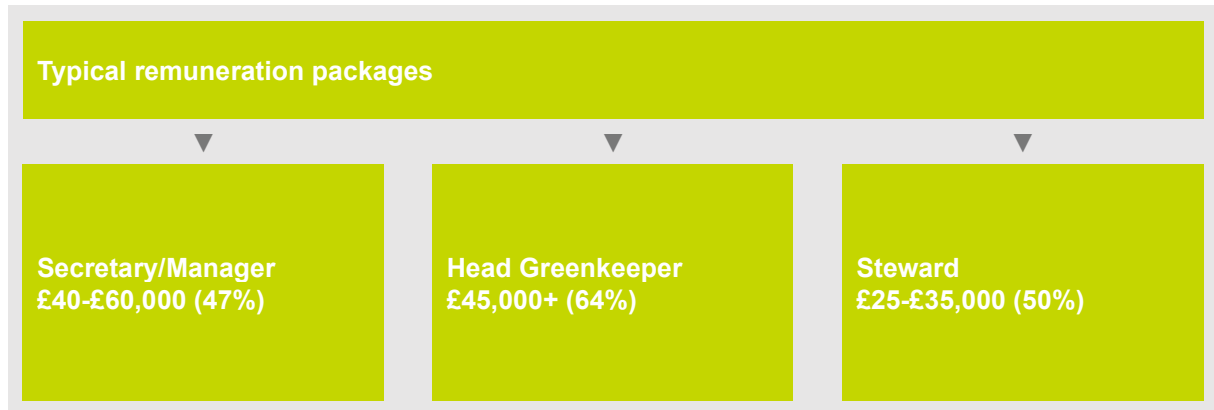 Typical remuneration packages
Secretary/Manager
£40-£60,000 (47%)
Head Greenkeeper
£45,000+ (64%)
Steward
£25-£35,000 (50%)